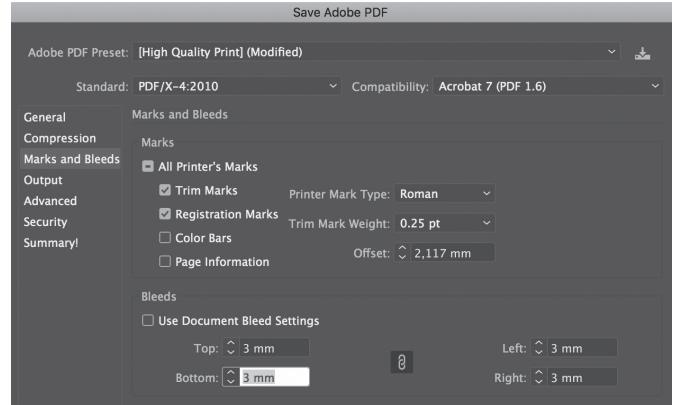 Save Adobe PDF
Adobe PDF Preset: [High Quality Print] (Modified)
Standard: PDF/X-4:2010 Compatibility: Acrobat 7 (PDF 1.6)
General
Compression
Marks and Bleeds
Output
Advanced
Security
Summary!
Marks and Bleeds
Marks
All Printer's Marks
Trim Marks
Registration Marks
Color Bars
Page Information
Printer Mark Type: Roman
Trim Mark Weight: 0.25 pt
Offset: 2,117 mm
Bleeds
Use Document Bleed Settings
Top: 3 mm Left: 3 mm
Bottom: 3 mm Right: 3 mm